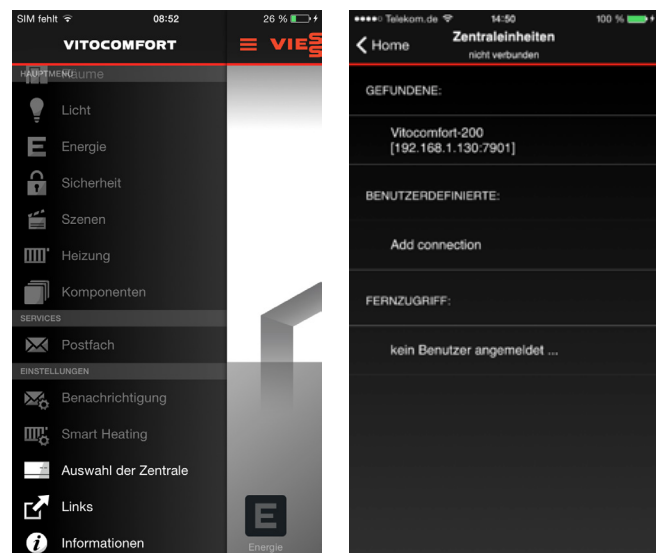 SIM fehlt 08:52 26 %
VITOCOMFORT
VIES
S
Räume
HAUPTMENÜ
Licht
Energie
Sicherheit
Szenen
Heizung
Komponenten
SERVICES
Postfach
EINSTELLUNGEN
Benachrichtigung
Smart Heating
Auswahl der Zentrale
Links
Informationen
E
Energie
Telekom.de 14:50 100 %
Home
Zentraleinheiten
nicht verbunden
GEFUNDENE:
Vitocomfort-200
[192.168.1.130:7901]
BENUTZERDEFINIERTE:
Add connection
FERNZUGRIFF:
kein Benutzer angemeldet ...